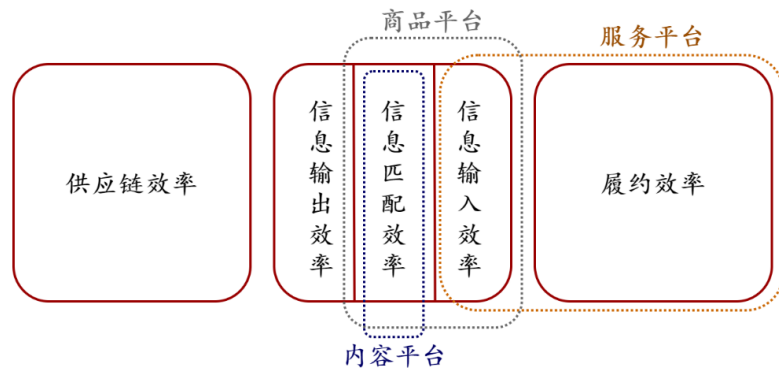 商品平台
服务平台
供应链效率
信息输出效率
信息匹配效率
信息输入效率
履约效率
内容平台